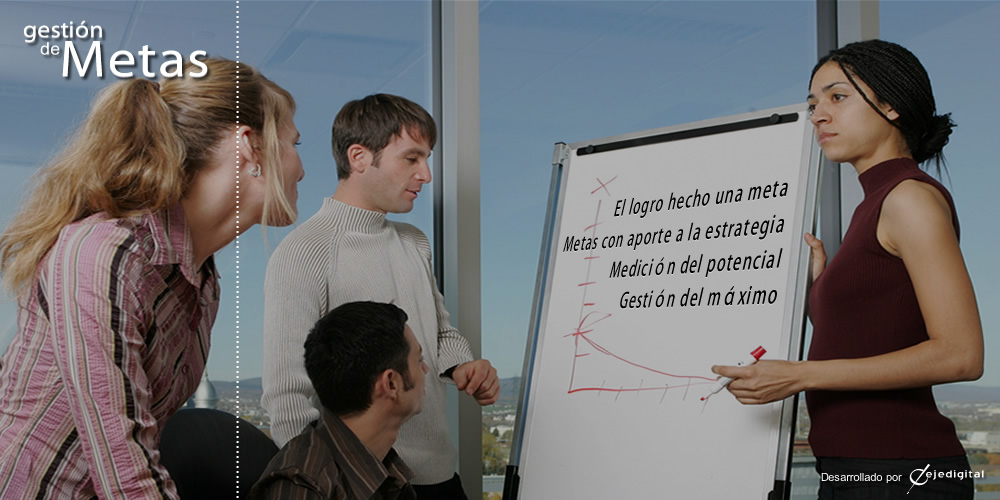 gestión
de
Metas
El logro hecho una meta
Metas con aporte a la estrategia
Medición del potencial
Gestión del máximo
Desarrollado por ejedigital